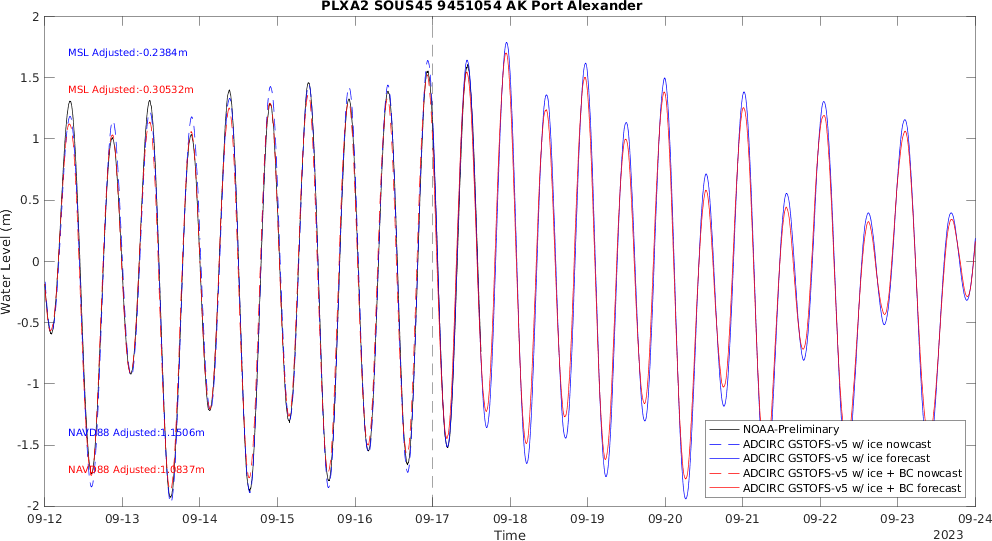 PLXA2 SOUS45 9451054 AK Port Alexander
2
1.5
1
0.5
0
-0.5
-1
-1.5
-2
Water Level (m)
MSL Adjusted:-0.2384m
MSL Adjusted:-0.30532m
NAVD88 Adjusted:1.1506m
NAVD88 Adjusted:1.0837m
NOAA-Preliminary
ADCIRC GSTOFS-v5 w/ ice nowcast
ADCIRC GSTOFS-v5 w/ ice forecast
ADCIRC GSTOFS-v5 w/ ice + BC nowcast
ADCIRC GSTOFS-v5 w/ ice + BC forecast
09-12 09-13 09-14 09-15 09-16 09-17 09-18 09-19 09-20 09-21 09-22 09-23 09-24
Time
2023